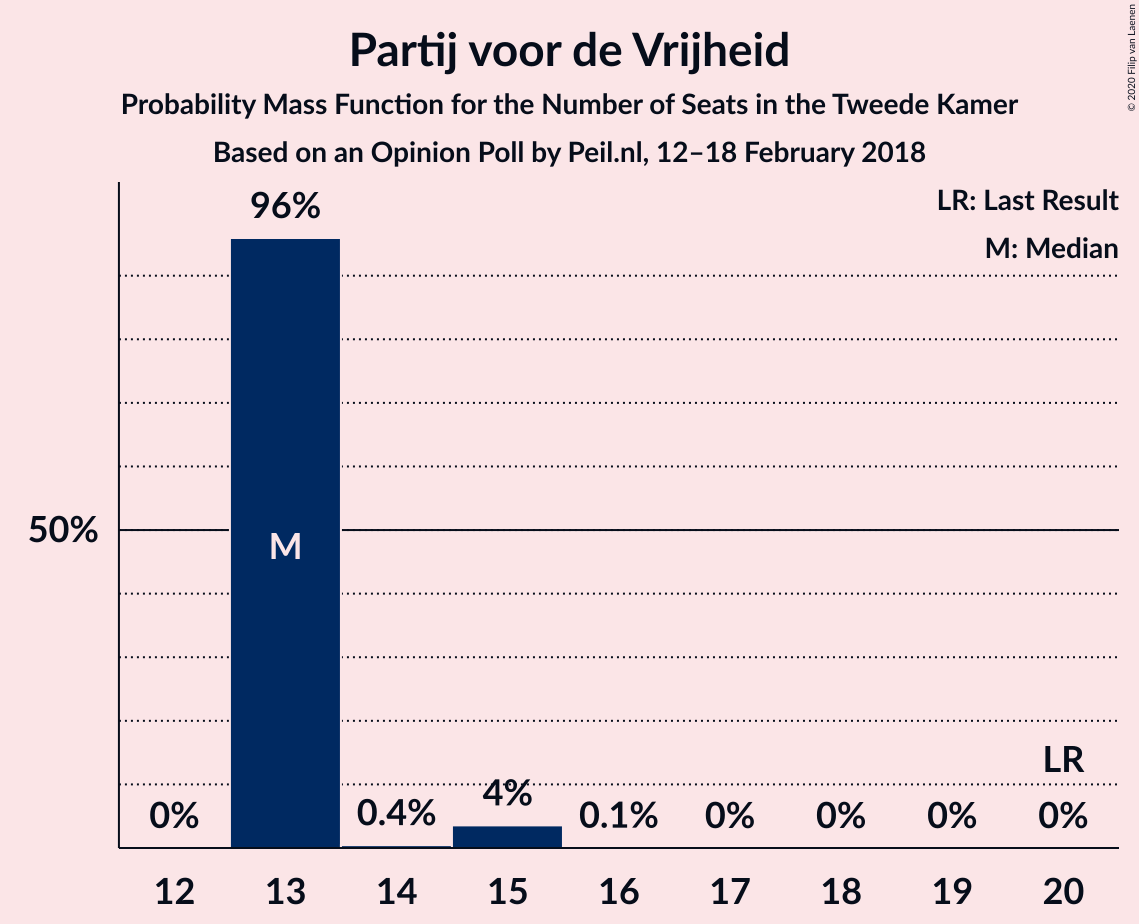 Partij voor de Vrijheid
Probability Mass Function for the Number of Seats in the Tweede Kamer
Based on an Opinion Poll by Peil.nl, 12–18 February 2018
© 2020 Filip van Laenen
LR: Last Result
M: Median
96%
50%
M
LR
0%
0.4%
4%
0.1%
0%
0%
0%
0%
12 13 14 15 16 17 18 19 20